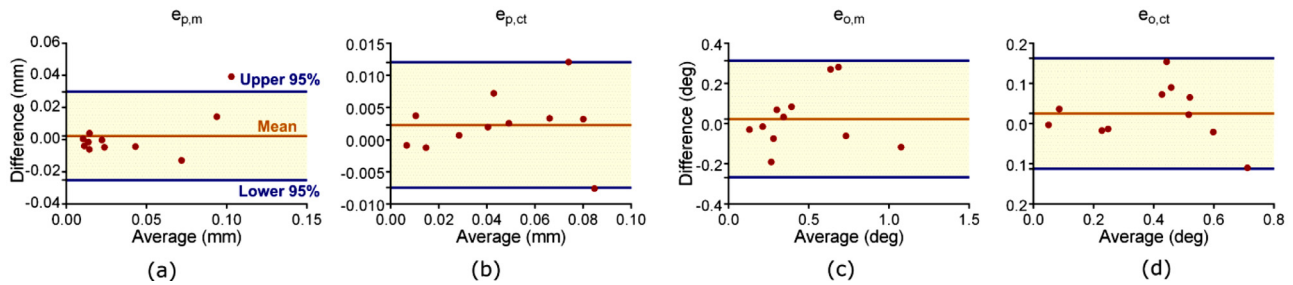 e_p,m
e_p,ct
e_o,m
e_o,ct
Difference (mm)
0.06
0.04
0.02
0.00
-0.02
-0.04
Upper 95%
Mean
Lower 95%
0.00 0.05 0.10 0.15
Average (mm)
(a)
0.015
0.010
0.005
0.000
-0.005
-0.010
0.00 0.02 0.04 0.06 0.08 0.10
Average (mm)
(b)
Difference (deg)
0.4
0.2
0.0
-0.2
-0.4
0.0 0.5 1.0 1.5
Average (deg)
(c)
0.2
0.1
0.0
0.1
0.2
0.0 0.2 0.4 0.6 0.8
Average (deg)
(d)